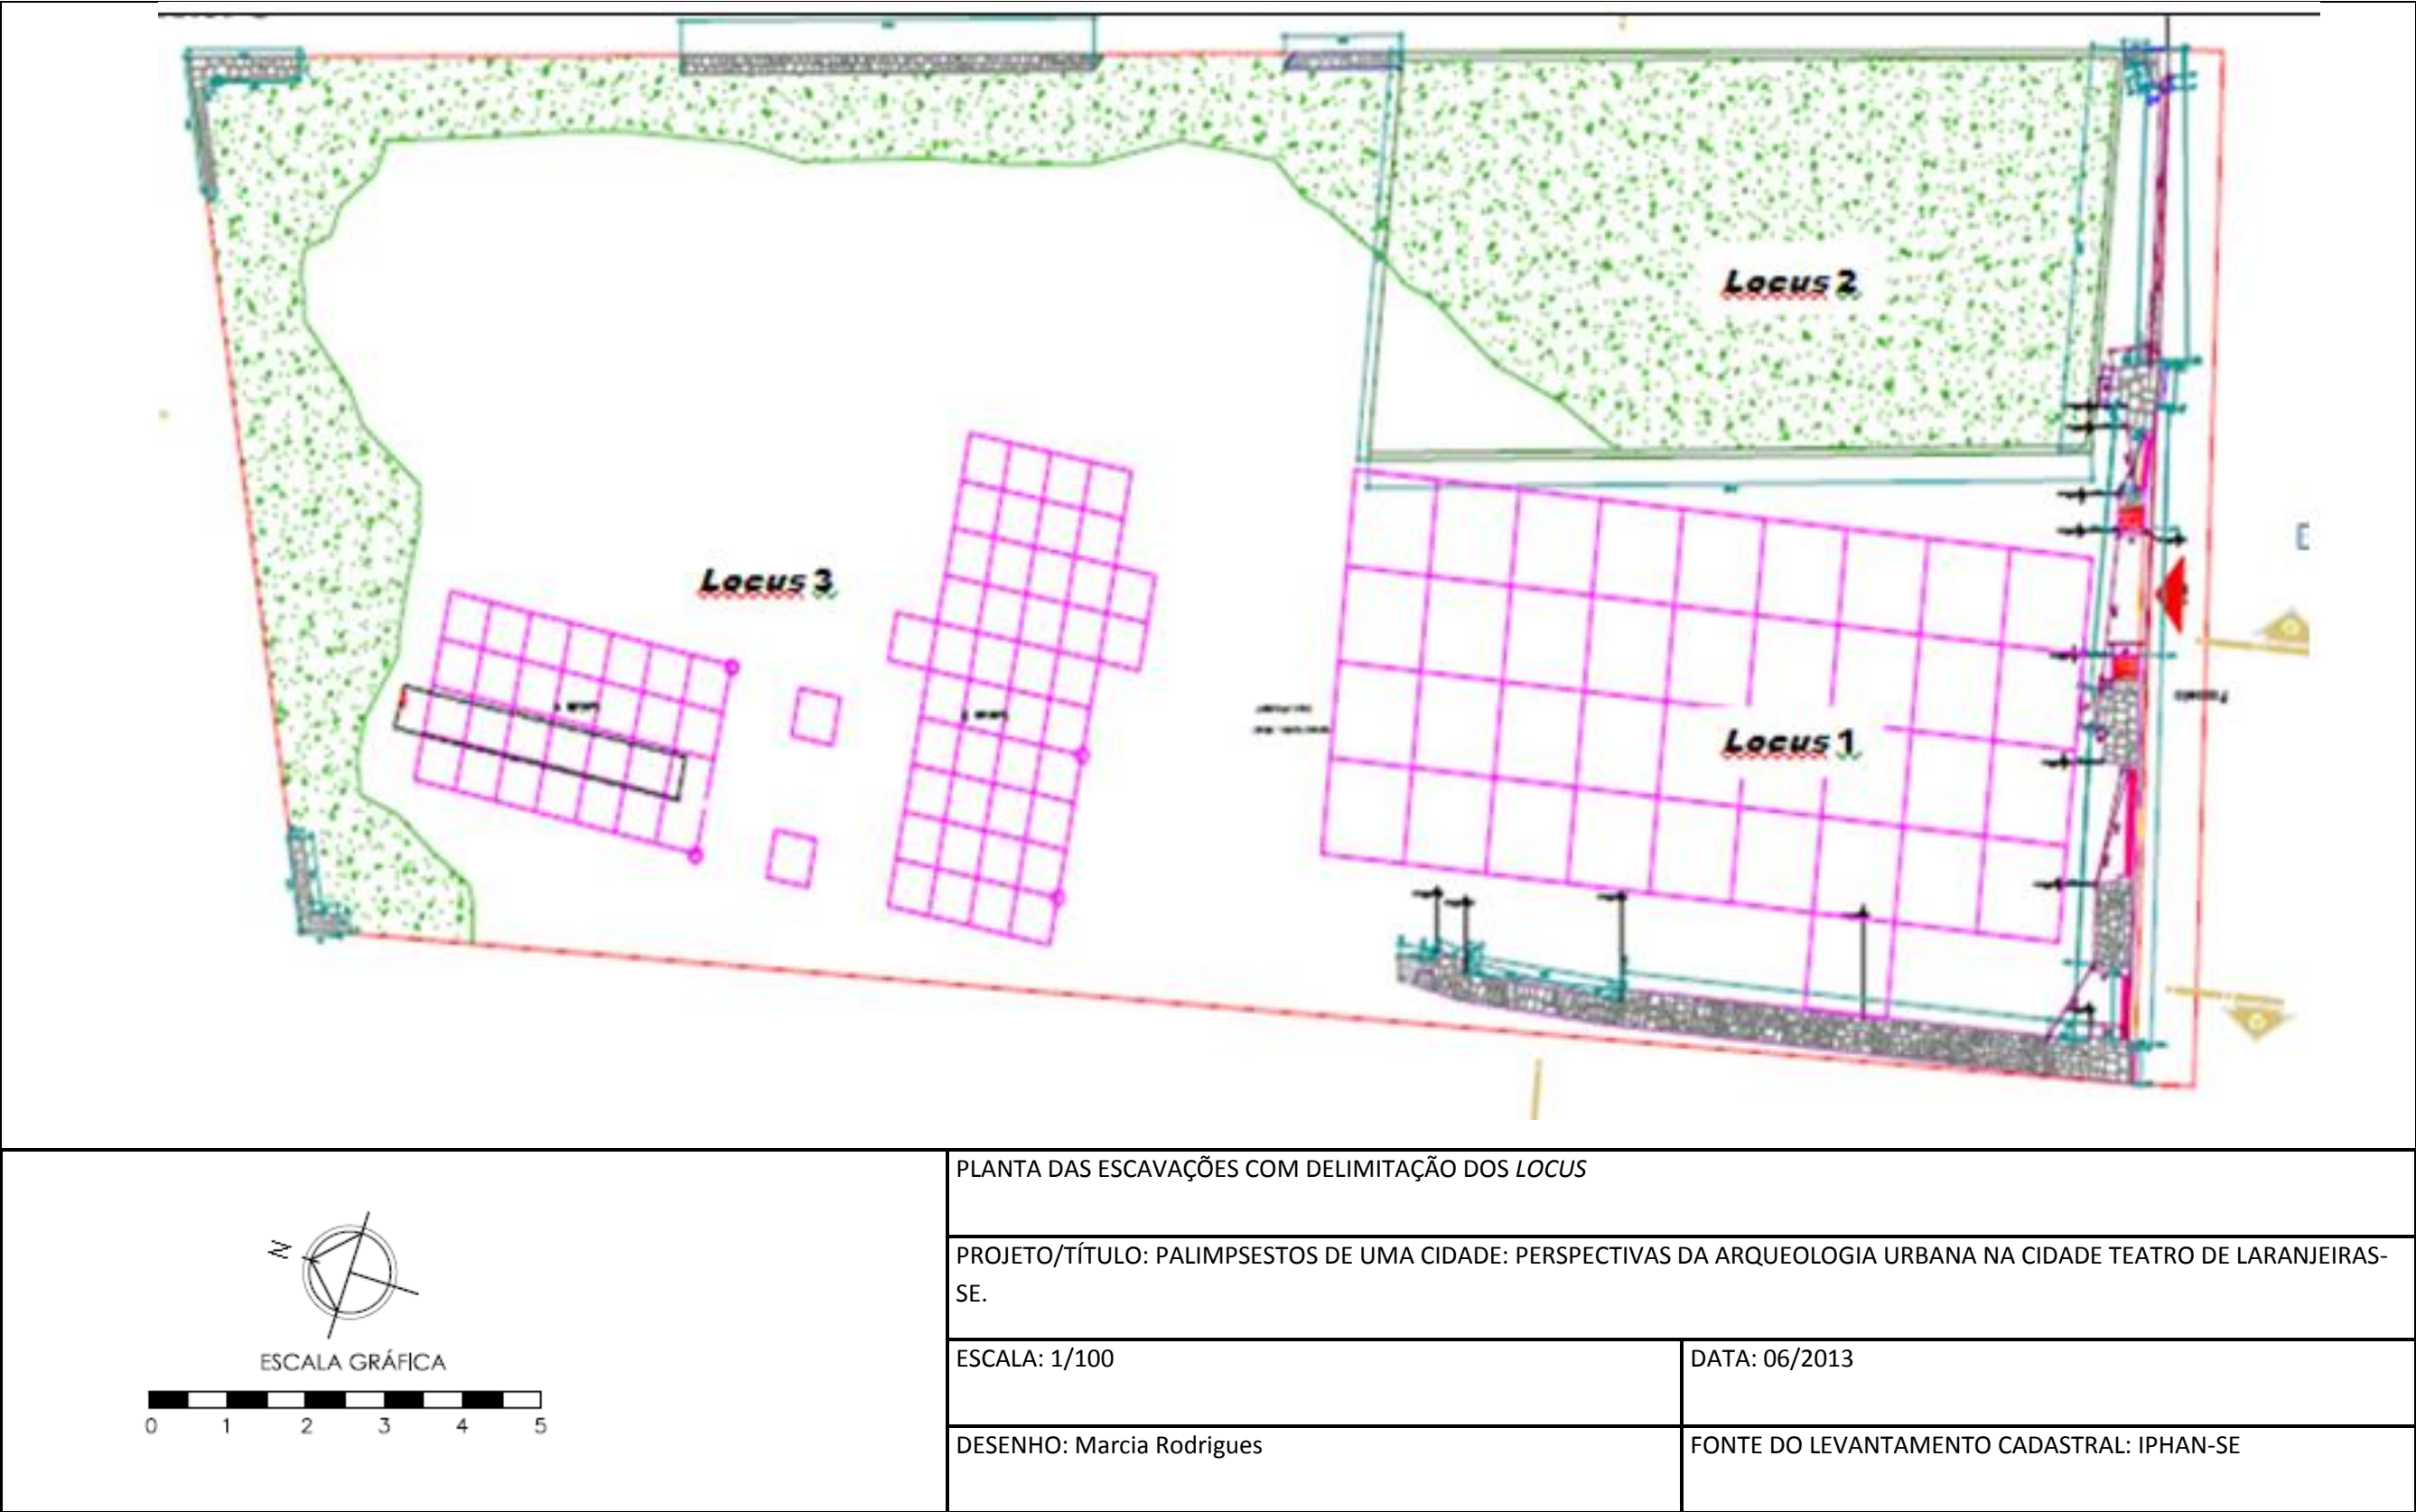 Locus 2
Locus 3
Locus 1
N
ESCALA GRÁFICA
0 1 2 3 4 5
PLANTA DAS ESCAVAÇÕES COM DELIMITAÇÃO DOS LOCUS
PROJETO/TÍTULO: PALIMPSESTOS DE UMA CIDADE: PERSPECTIVAS DA ARQUEOLOGIA URBANA NA CIDADE TEATRO DE LARANJEIRAS-
SE.
ESCALA: 1/100
DATA: 06/2013
DESENHO: Marcia Rodrigues
FONTE DO LEVANTAMENTO CADASTRAL: IPHAN-SE